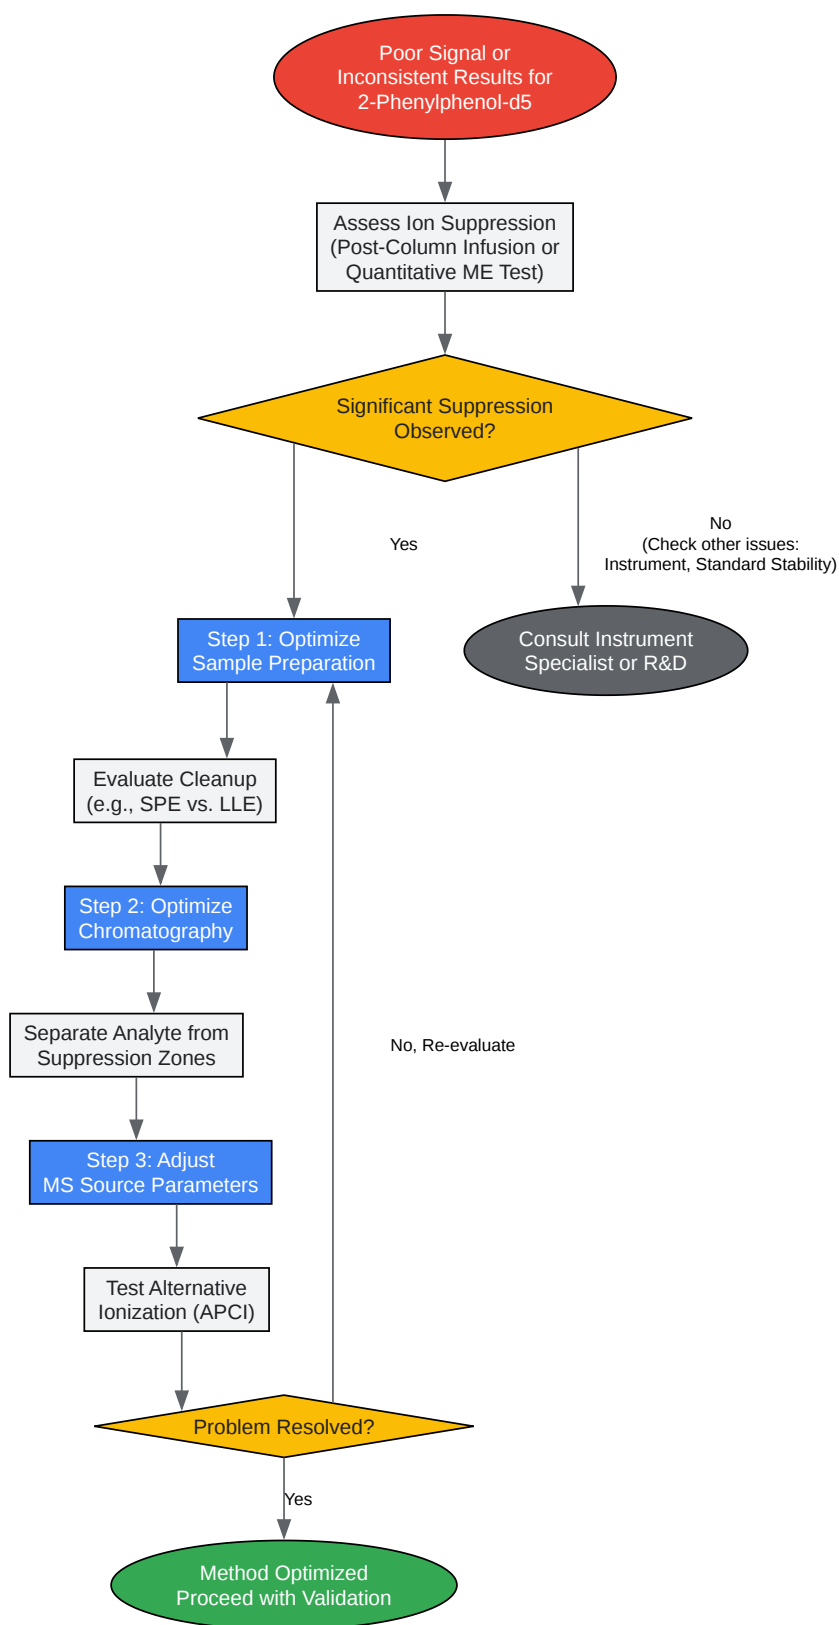 Poor Signal or
Inconsistent Results for
2-Phenylphenol-d5
Assess Ion Suppression
(Post-Column Infusion or
Quantitative ME Test)
Significant Suppression
Observed?
Yes
No
(Check other issues:
Instrument, Standard Stability)
Step 1: Optimize
Sample Preparation
Consult Instrument
Specialist or R&D
Evaluate Cleanup
(e.g., SPE vs. LLE)
Step 2: Optimize
Chromatography
Separate Analyte from
Suppression Zones
No, Re-evaluate
Step 3: Adjust
MS Source Parameters
Test Alternative
Ionization (APCI)
Problem Resolved?
Yes
Method Optimized
Proceed with Validation